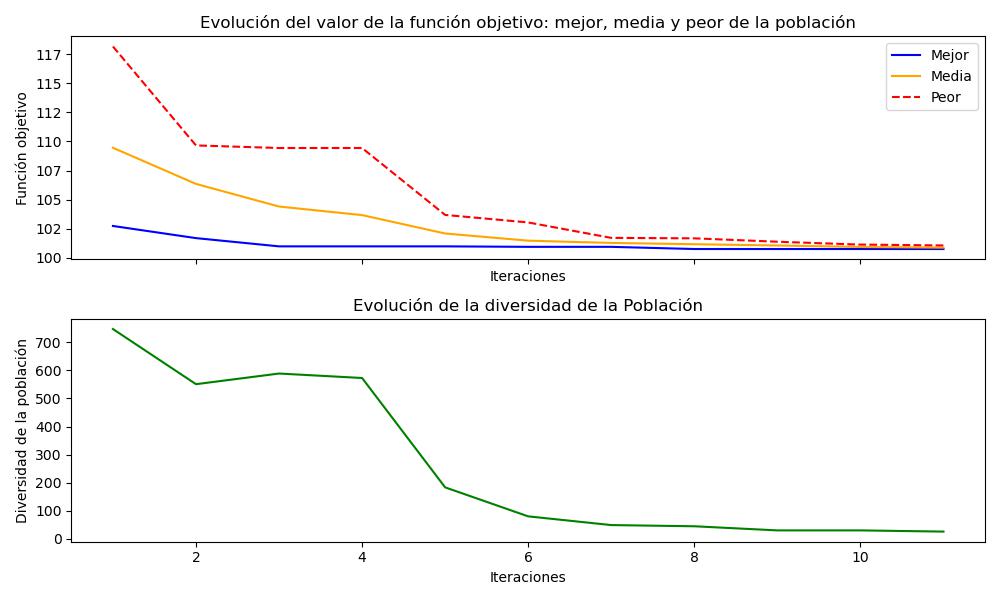 Evolución del valor de la función objetivo: mejor, media y peor de la población
Función objetivo
117
115
112
110
107
105
102
100
Mejor
Media
Peor
Iteraciones
Evolución de la diversidad de la Población
Diversidad de la población
700
600
500
400
300
200
100
0
2 4 6 8 10
Iteraciones